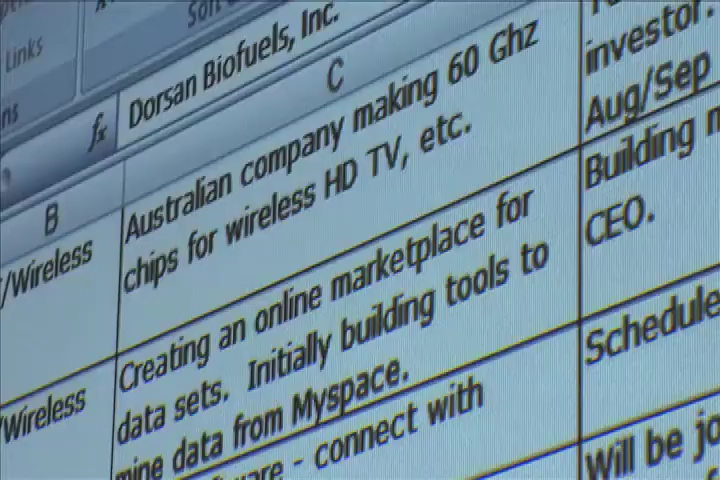 Links
fx Dorsan Biofuels, Inc.
B C
/Wireless
Australian company making 60 Ghz
chips for wireless HD TV, etc.
investor.
Aug/Sep
/Wireless
Creating an online marketplace for
data sets. Initially building tools to
mine data from Myspace.
Building
CEO.
- connect with
Schedule
Will be